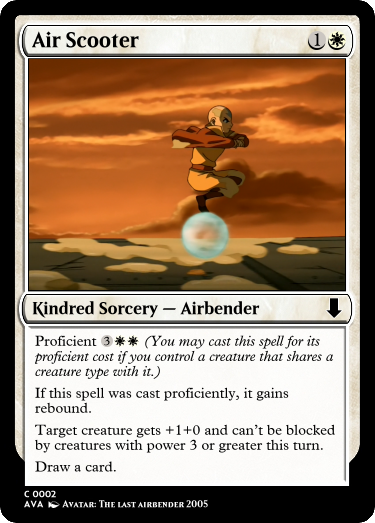 Air Scooter 1
Kindred Sorcery — Airbender
Proficient 3 (You may cast this spell for its
proficient cost if you control a creature that shares a
creature type with it.)
If this spell was cast proficiently, it gains
rebound.
Target creature gets +1+0 and can't be blocked
by creatures with power 3 or greater this turn.
Draw a card.
C 0002
AVA Avatar: The last airbender 2005